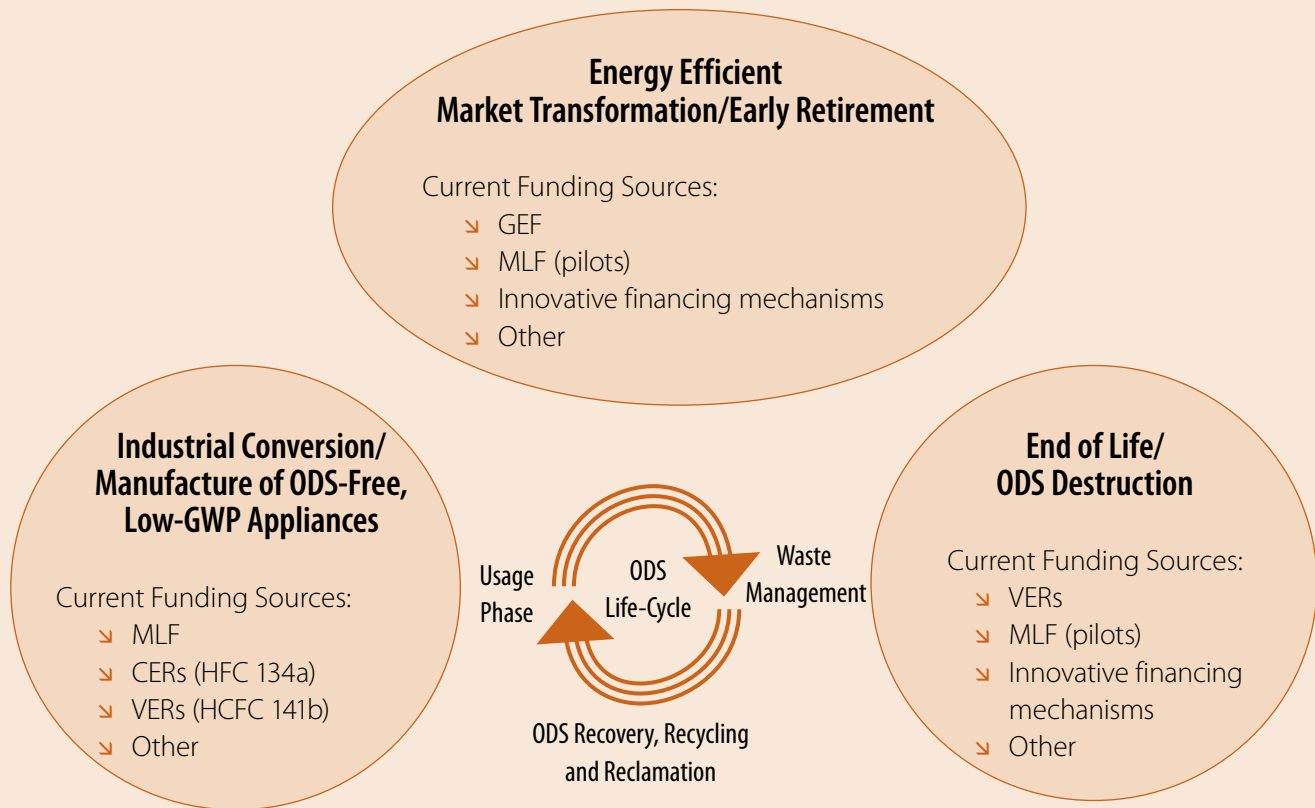 Energy Efficient
Market Transformation/Early Retirement
Current Funding Sources:
GEF
MLF (pilots)
Innovative financing mechanisms
Other
Industrial Conversion/
Manufacture of ODS-Free,
Low-GWP Appliances
Current Funding Sources:
MLF
CERs (HFC 134a)
VERs (HCFC 141b)
Other
Usage
Phase
ODS
Life-Cycle
Waste
Management
ODS Recovery, Recycling
and Reclamation
End of Life/
ODS Destruction
Current Funding Sources:
VERs
MLF (pilots)
Innovative financing
mechanisms
Other